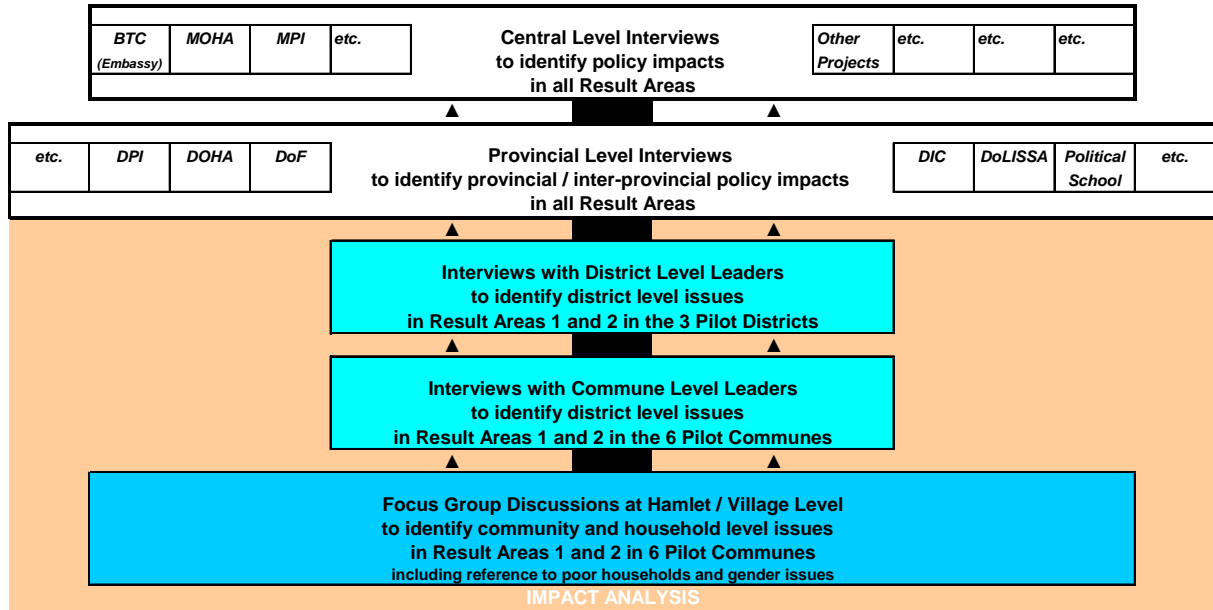 BTC MOHA MPI etc.
(Embassy)
Central Level Interviews
to identify policy impacts
in all Result Areas
Other etc. etc. etc.
Projects
▲ ▲
etc. DPI DOHA DoF
Provincial Level Interviews
to identify provincial / inter-provincial policy impacts
in all Result Areas
DIC DoLISSA Political etc.
School
▲ ▲
Interviews with District Level Leaders
to identify district level issues
in Result Areas 1 and 2 in the 3 Pilot Districts
▲ ▲
Interviews with Commune Level Leaders
to identify district level issues
in Result Areas 1 and 2 in the 6 Pilot Communes
▲ ▲
Focus Group Discussions at Hamlet / Village Level
to identify community and household level issues
in Result Areas 1 and 2 in 6 Pilot Communes
including reference to poor households and gender issues
IMPACT ANALYSIS